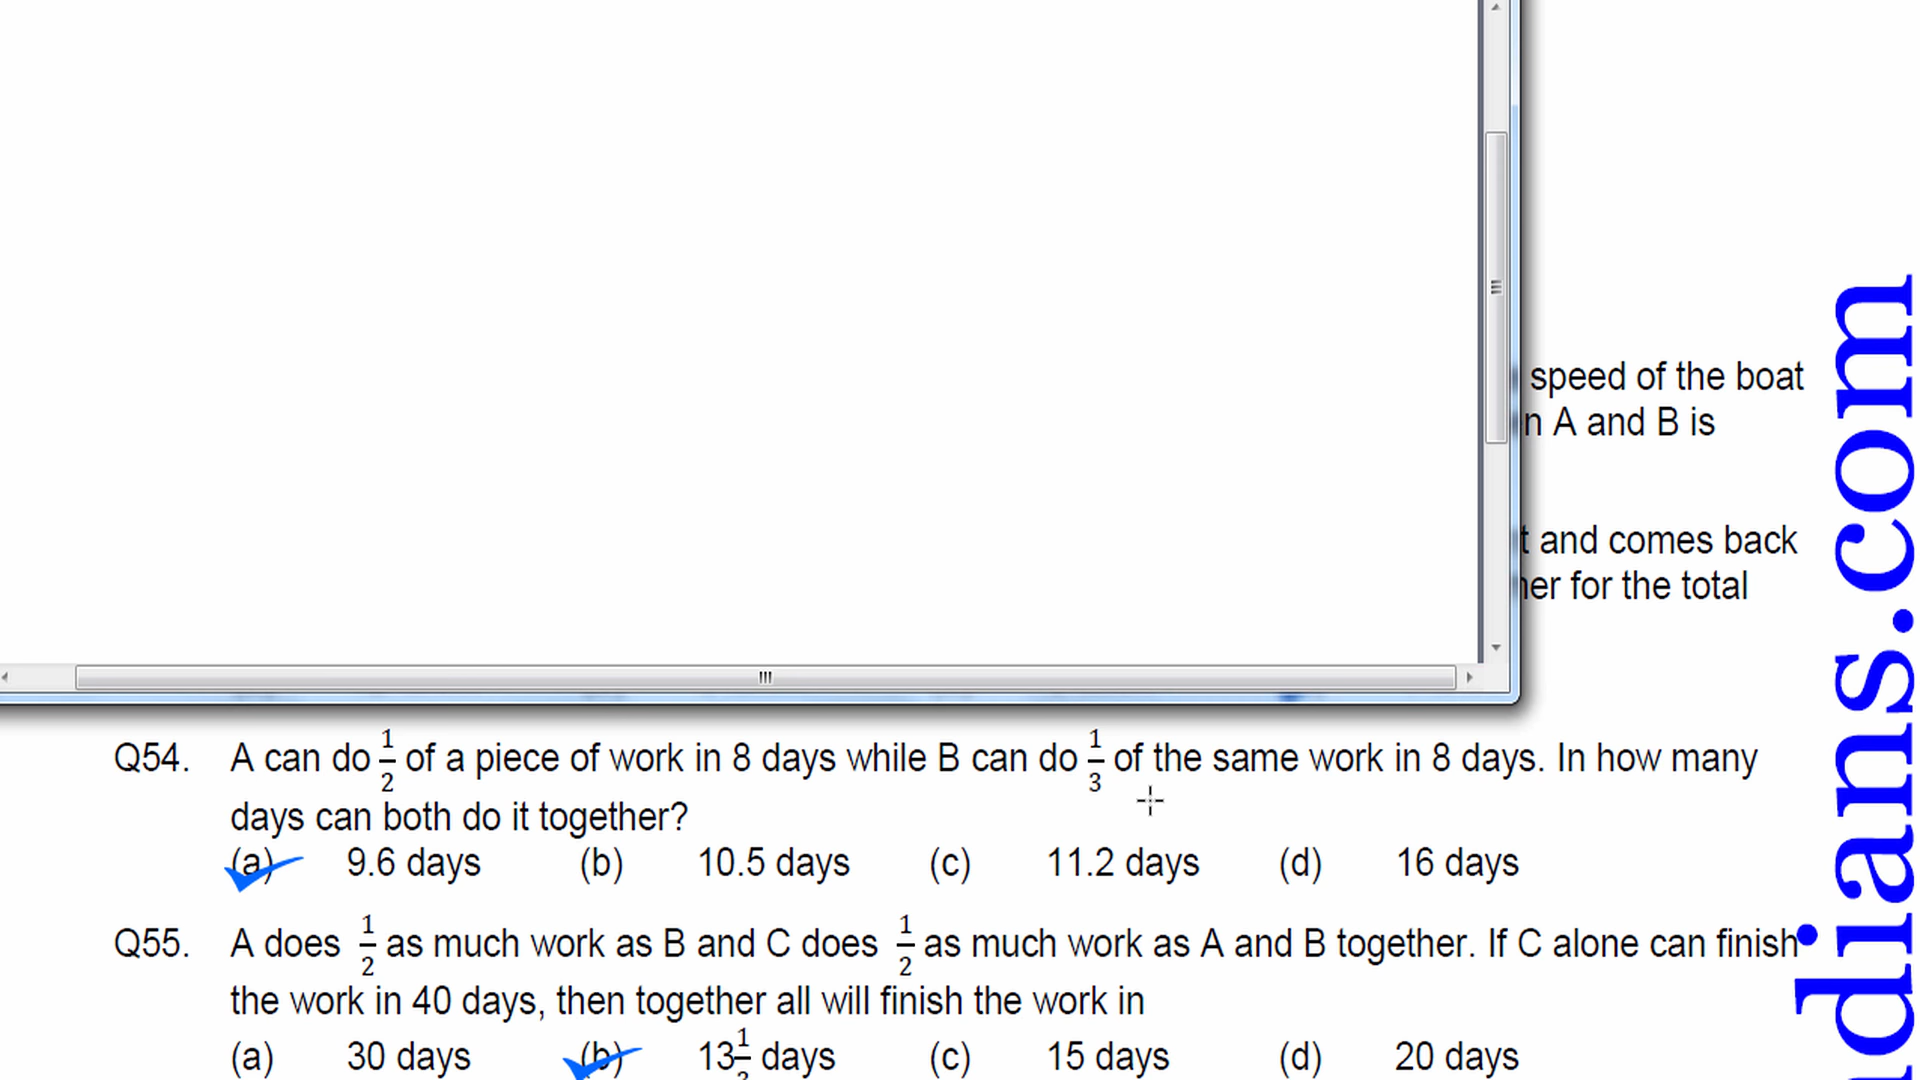 speed of the boat
n A and B is
t and comes back
her for the total
Q54. A can do 1/2 of a piece of work in 8 days while B can do 1/3 of the same work in 8 days. In how many
days can both do it together?
(a) 9.6 days (b) 10.5 days (c) 11.2 days (d) 16 days
Q55. A does 1/2 as much work as B and C does 1/2 as much work as A and B together. If C alone can finish
the work in 40 days, then together all will finish the work in
(a) 30 days (b) 13 1/3 days (c) 15 days (d) 20 days
dians.com